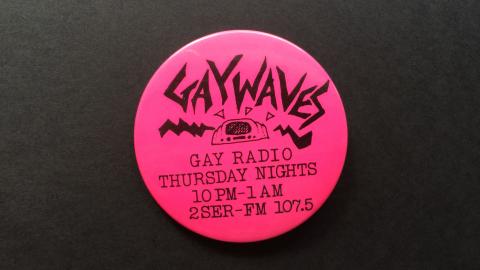 GAYWAVES
GAY RADIO
THURSDAY NIGHTS
10 PM-1 AM
2SER-FM 107.5